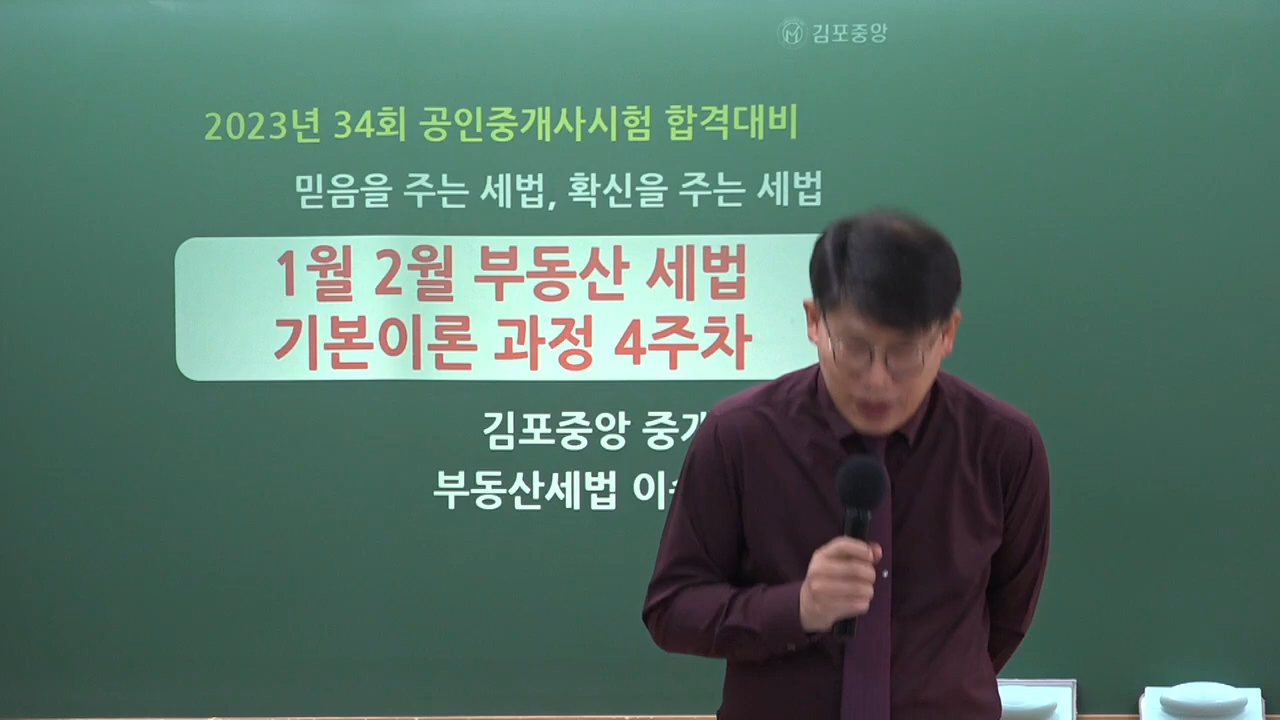 김포중앙
2023년 34회 공인중개사시험 합격대비
믿음을 주는 세법, 확신을 주는 세법
1월 2월 부동산 세법
기본이론 과정 4주차
김포중앙
부동산세법